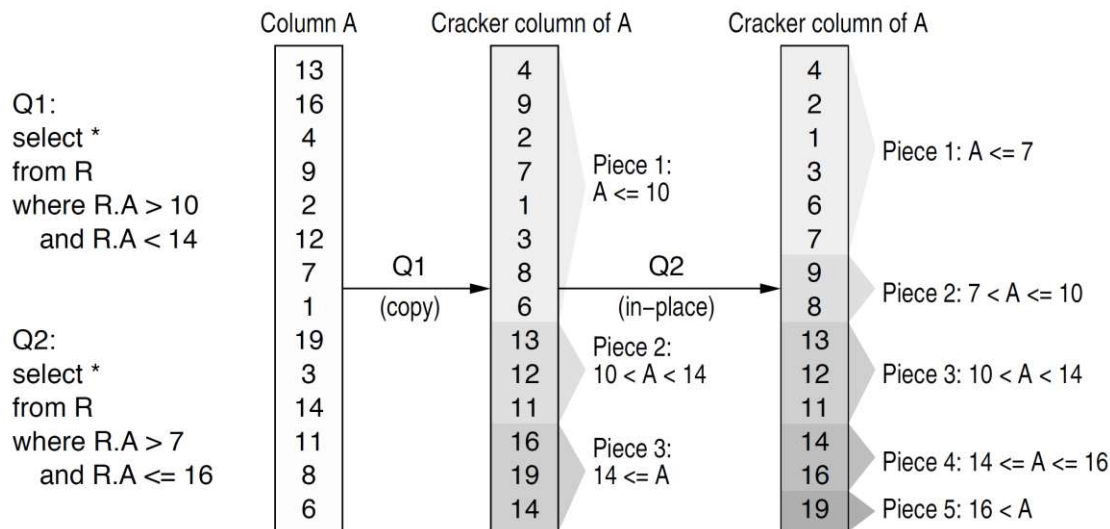 Column A
Cracker column of A
Cracker column of A
Q1:
select *
from R
where R.A > 10
and R.A < 14
Q2:
select *
from R
where R.A > 7
and R.A <= 16
13
16
4
9
2
12
7
1
19
3
14
11
8
6
Q1
(copy)
4
9
2
7
1
3
8
6
13
12
11
16
19
14
Piece 1:
A <= 10
Piece 2:
10 < A < 14
Piece 3:
14 <= A
Q2
(in−place)
4
2
1
3
6
7
9
8
13
12
11
14
16
19
Piece 1: A <= 7
Piece 2: 7 < A <= 10
Piece 3: 10 < A < 14
Piece 4: 14 <= A <= 16
Piece 5: 16 < A